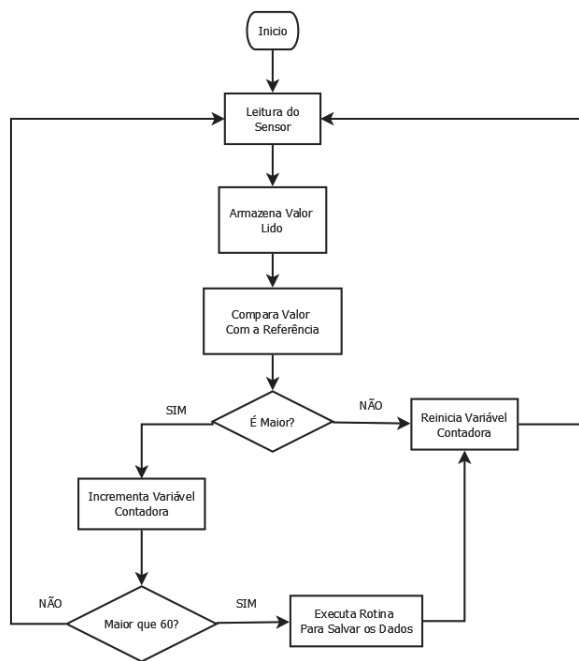 Inicio
Leitura do
Sensor
Armazena Valor
Lido
Compara Valor
Com a Referência
É Maior?
SIM
NÃO
Reinicia Variável
Contadora
Incrementa Variável
Contadora
NÃO
Maior que 60?
SIM
Executa Rotina
Para Salvar os Dados